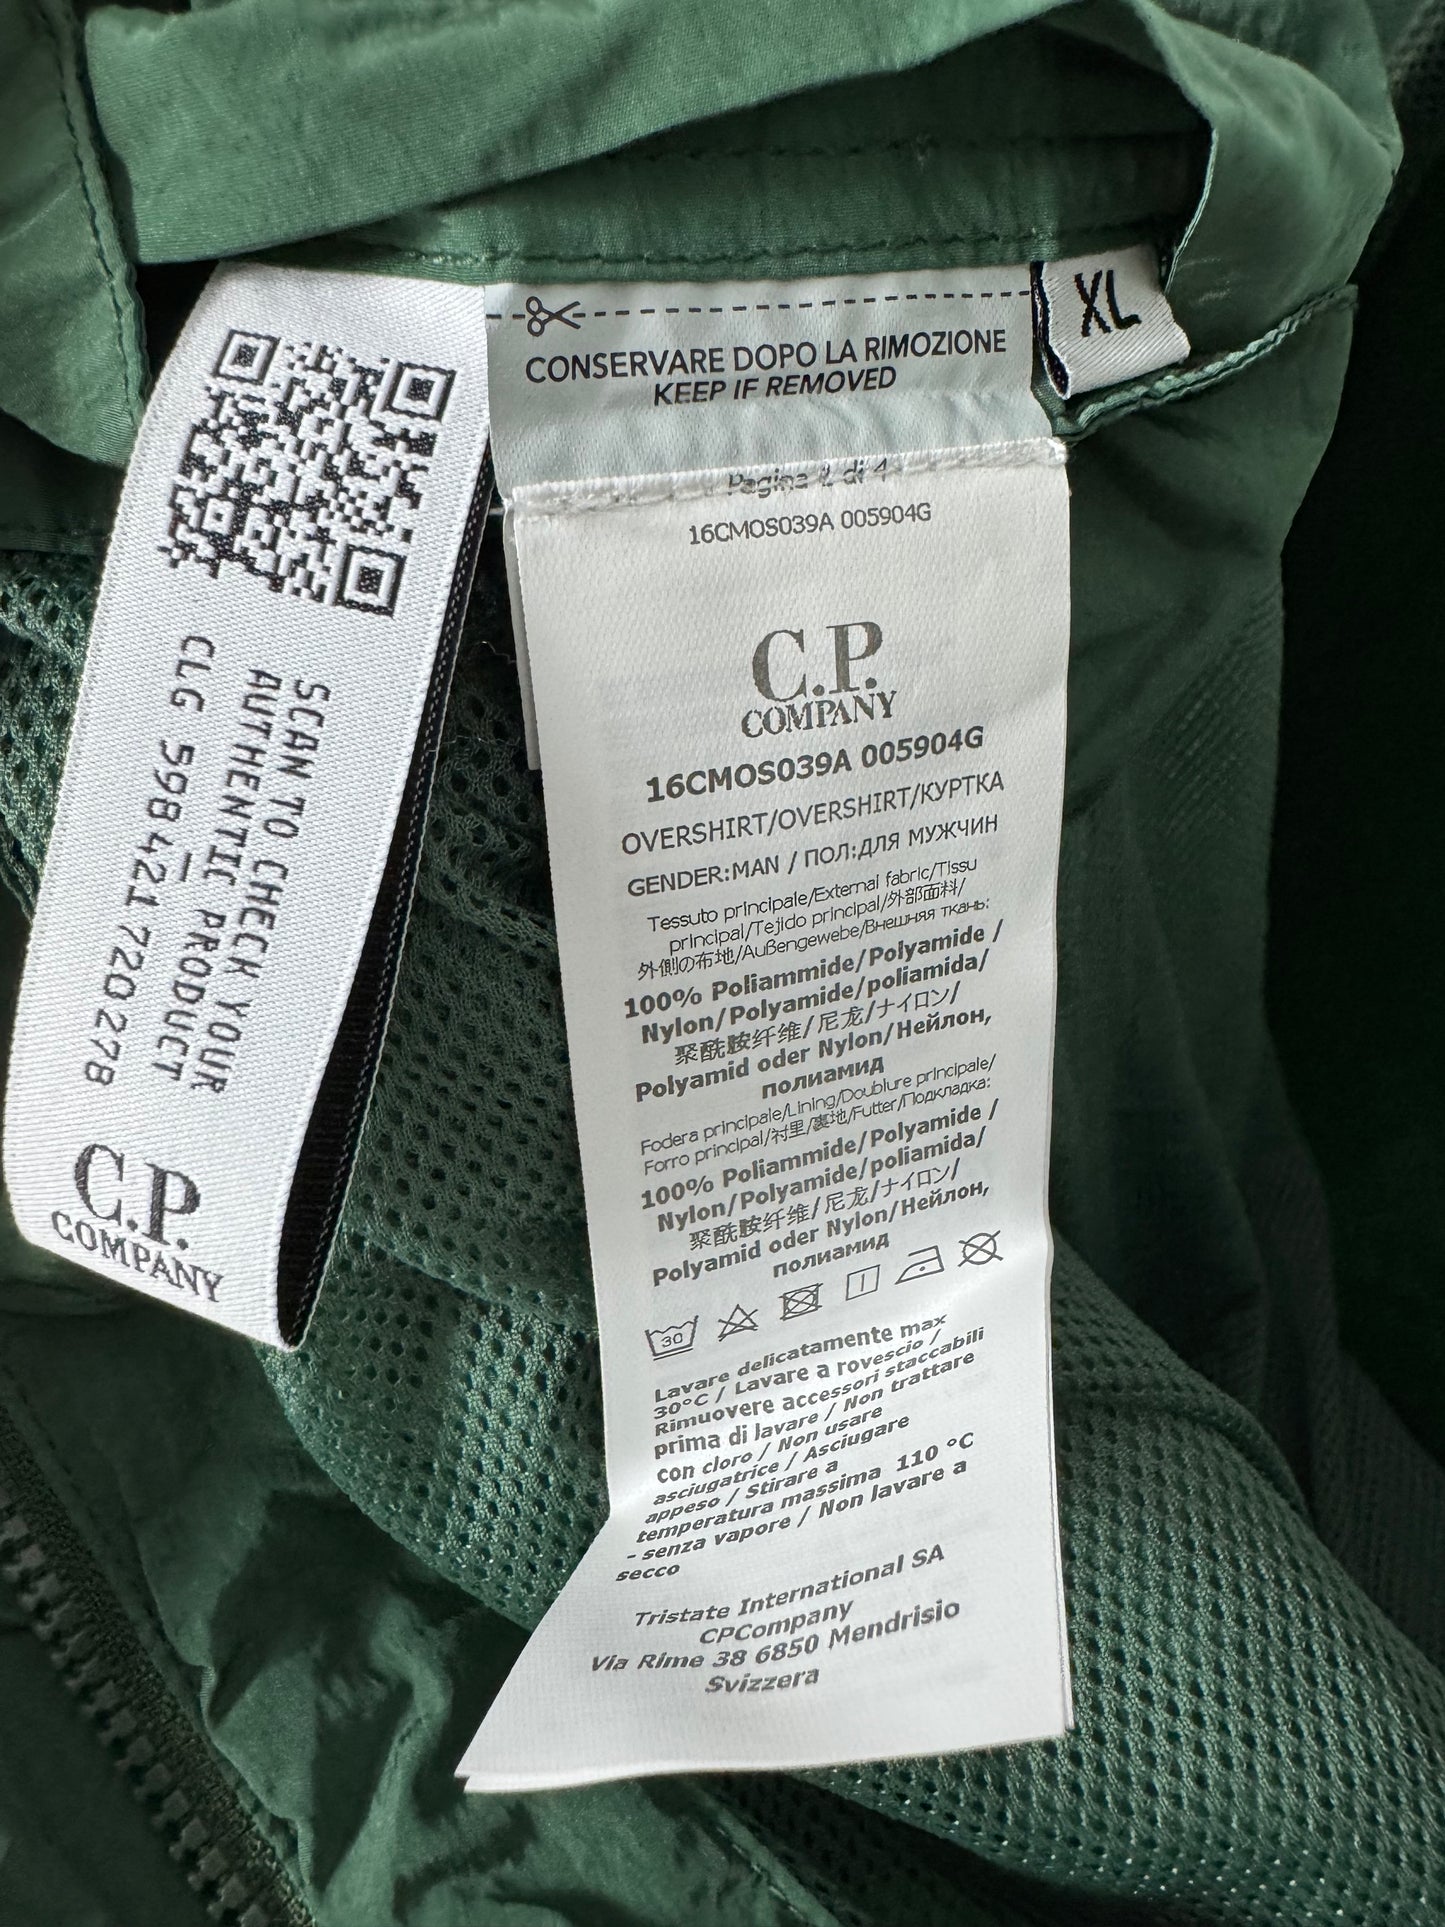 SCAN TO CHECK YOUR
AUTHENTIC PRODUCT
CLG 598421720278
C.P.
COMPANY
CONSERVARE DOPO LA RIMOZIONE
KEEP IF REMOVED
XL
Pagina 2 di 4
16CMOS039A 005904G
C.P.
COMPANY
16CMOS039A 005904G
OVERSHIRT/OVERSHIRT/КУРТКА
GENDER:MAN / ПОЛ:ДЛЯ МУЖЧИН
Tessuto principale/External fabric/Tissu
principal/Tejido principal/外部面料/
外側の布地/Außengewebe/Внешняя ткань:
100% Poliammide/Polyamide /
Nylon/Polyamide/poliamida/
聚酰胺纤维/尼龙/ナイロン/
Polyamid oder Nylon/Нейлон,
полиамид
Fodera principale/Lining/Doublure principale/
Forro principal/衬里/裏地/Futter/Подкладка:
100% Poliammide/Polyamide /
Nylon/Polyamide/poliamida/
聚酰胺纤维/尼龙/ナイロン/
Polyamid oder Nylon/Нейлон,
полиамид
30
Lavare delicatamente max
30°C / Lavare a rovescio /
Rimuovere accessori staccabili
prima di lavare / Non trattare
con cloro / Non usare
asciugatrice / Asciugare
appeso / Stirare a
temperatura massima 110 °C
- senza vapore / Non lavare a
secco
Tristate International SA
CPCompany
Via Rime 38 6850 Mendrisio
Svizzera